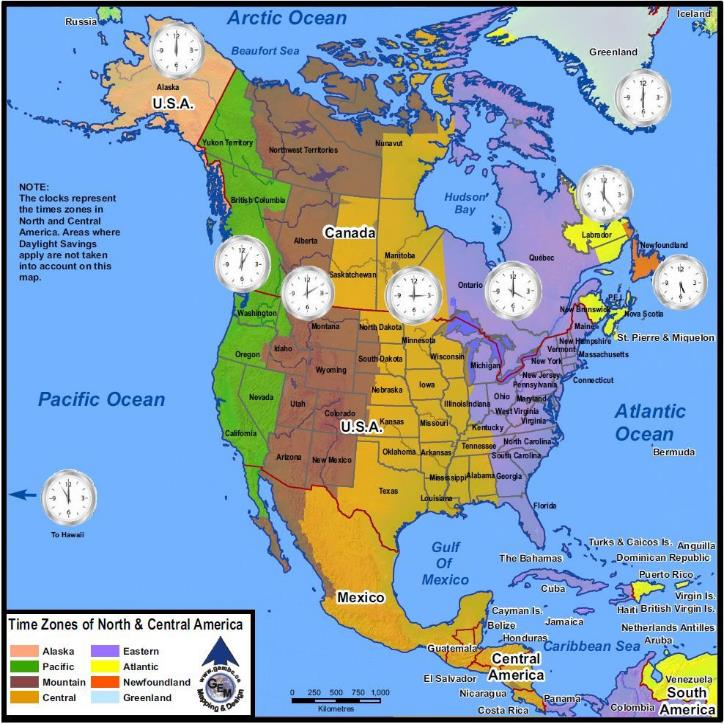 Arctic Ocean
Iceland
Russia
Beaufort Sea
Greenland
Alaska
U.S.A.
Yukon Territory
Northwest Territories
Nunavut
NOTE:
The clocks represent
the times zones in
North and Central
America. Areas where
Daylight Savings
apply are not taken
into account on this
map.
British Columbia
Hudson'
Bay
Labrador
Canada
Alberta
Newfoundland
Manitoba
Québec
Saskatchewan
Ontario
PEI
New Brunswick
Nova Scotia
Washington
Montana
North Dakota
Maine
St. Pierre & Miquelon
Minnesota
New Hampshire
Vermont
Massachusetts
Oregon
Idaho
South Dakota
Wisconsin
Michigan
New York
Wyoming
New Jersey
Connecticut
Pennsylvania
Pacific Ocean
Nevada
Utah
Nebraska
Iowa
Illinois
Indiana
Ohio
Maryland
Colorado
West Virginia
Virginia
Atlantic
Ocean
California
U.S.A.
Kansas
Missouri
Kentucky
North Carolina
Arizona
New Mexico
Oklahoma
Arkansas
Tennessee
South Carolina
Bermuda
Texas
Mississippi
Alabama
Georgia
Louisiana
Florida
To Hawaii
Gulf
Of
Mexico
The Bahamas
Turks & Caicos Is.
Anguilla
Dominican Republic
Cuba
Puerto Rico
Virgin Is.
Mexico
Cayman Is.
Haiti
British Virgin Is.
Belize
Jamaica
Netherlands Antilles
Honduras
Aruba
Guatemala
Caribbean Sea
Central
America
El Salvador
Nicaragua
Costa Rica
Panama
Colombia
Venezuela
South
America
Time Zones of North & Central America
Alaska
Eastern
Pacific
Atlantic
Mountain
Newfoundland
Central
Greenland
www.gembc.ca
GEM
Mapping & Design
0 250 500 750 1,000
Kilometres